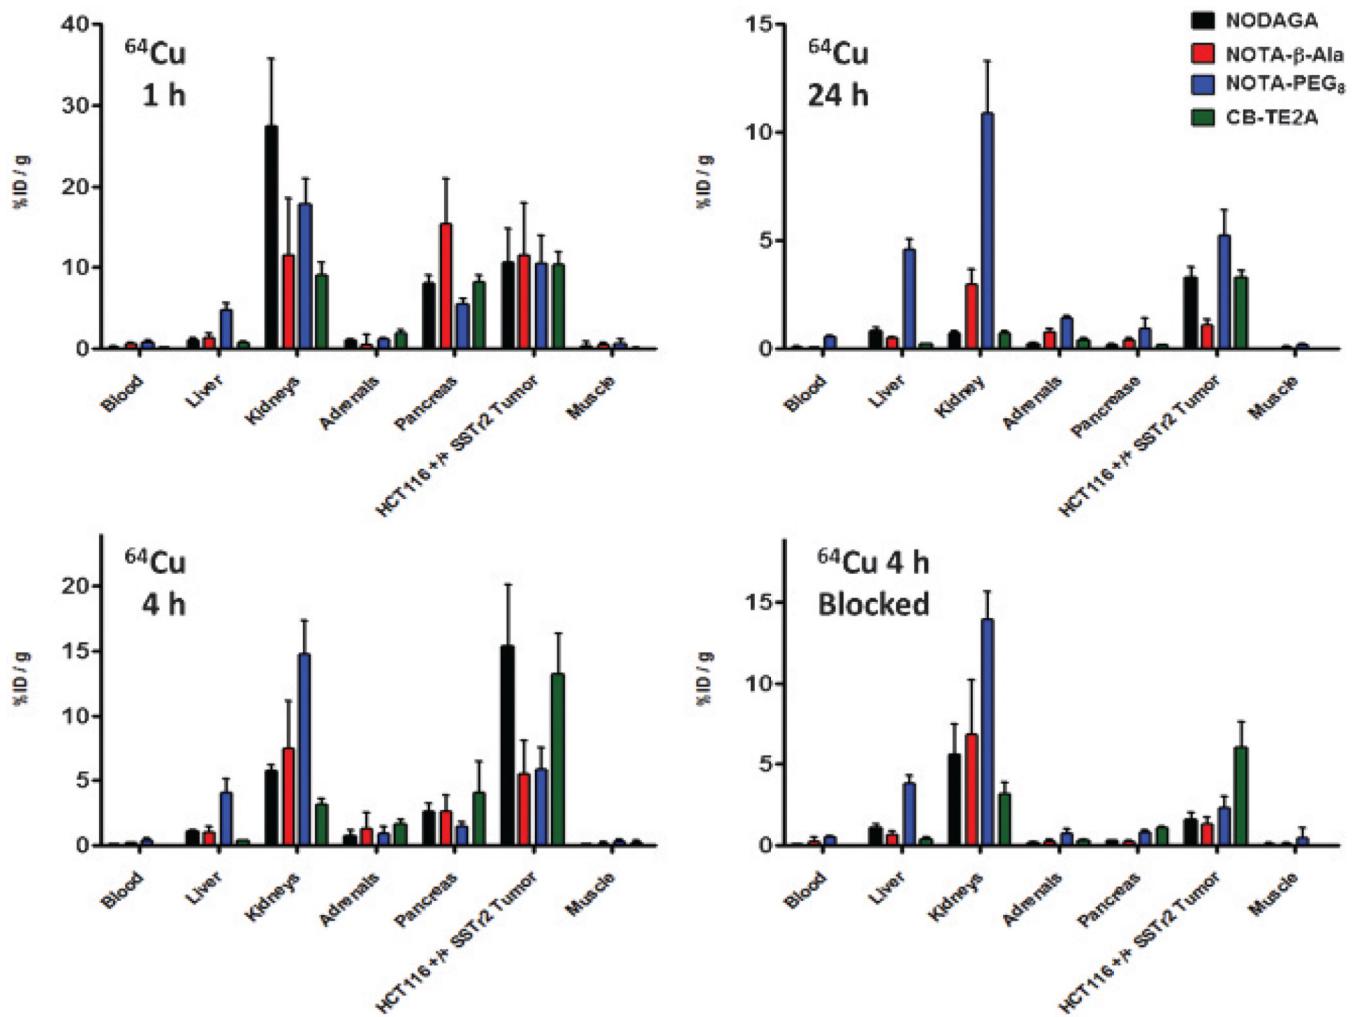 40
30
20
10
0
%ID / g
⁶⁴Cu
1 h
Blood
Liver
Kidneys
Adrenals
Pancreas
HCT116 +/+ SSTr2 Tumor
Muscle
15
10
5
0
%ID / g
⁶⁴Cu
24 h
NODAGA
NOTA-β-Ala
NOTA-PEG₈
CB-TE2A
Blood
Liver
Kidney
Adrenals
Pancrease
HCT116 +/+ SSTr2 Tumor
Muscle
20
15
10
5
0
%ID / g
⁶⁴Cu
4 h
Blood
Liver
Kidneys
Adrenals
Pancreas
HCT116 +/+ SSTr2 Tumor
Muscle
15
10
5
0
%ID / g
⁶⁴Cu 4 h
Blocked
Blood
Liver
Kidneys
Adrenals
Pancreas
HCT116 +/+ SSTr2 Tumor
Muscle